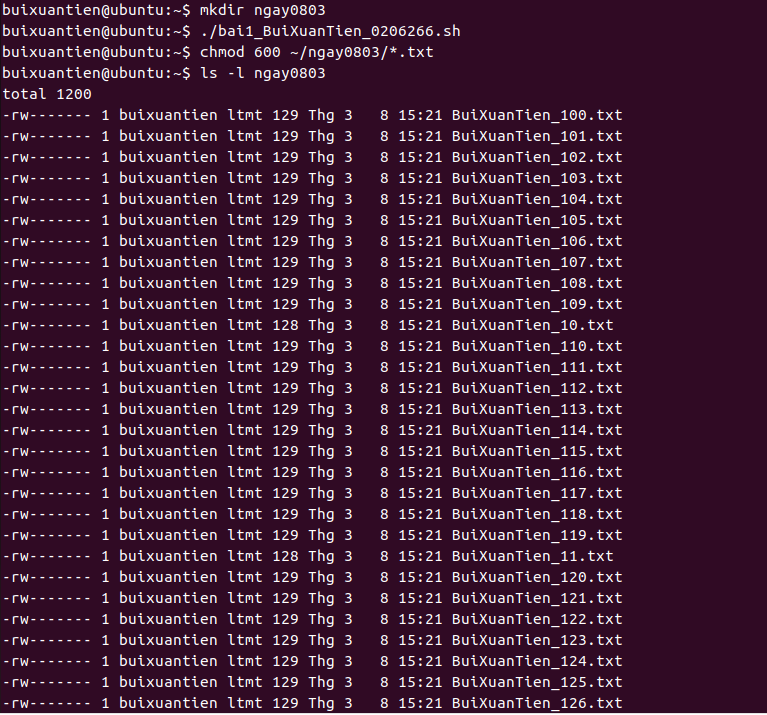 buixuantien@ubuntu:~$ mkdir ngay0803
buixuantien@ubuntu:~$ ./bai1_BuiXuanTien_0206266.sh
buixuantien@ubuntu:~$ chmod 600 ~/ngay0803/*.txt
buixuantien@ubuntu:~$ ls -l ngay0803
total 1200
-rw------- 1 buixuantien ltmt 129 Thg 3   8 15:21 BuiXuanTien_100.txt
-rw------- 1 buixuantien ltmt 129 Thg 3   8 15:21 BuiXuanTien_101.txt
-rw------- 1 buixuantien ltmt 129 Thg 3   8 15:21 BuiXuanTien_102.txt
-rw------- 1 buixuantien ltmt 129 Thg 3   8 15:21 BuiXuanTien_103.txt
-rw------- 1 buixuantien ltmt 129 Thg 3   8 15:21 BuiXuanTien_104.txt
-rw------- 1 buixuantien ltmt 129 Thg 3   8 15:21 BuiXuanTien_105.txt
-rw------- 1 buixuantien ltmt 129 Thg 3   8 15:21 BuiXuanTien_106.txt
-rw------- 1 buixuantien ltmt 129 Thg 3   8 15:21 BuiXuanTien_107.txt
-rw------- 1 buixuantien ltmt 129 Thg 3   8 15:21 BuiXuanTien_108.txt
-rw------- 1 buixuantien ltmt 129 Thg 3   8 15:21 BuiXuanTien_109.txt
-rw------- 1 buixuantien ltmt 128 Thg 3   8 15:21 BuiXuanTien_10.txt
-rw------- 1 buixuantien ltmt 129 Thg 3   8 15:21 BuiXuanTien_110.txt
-rw------- 1 buixuantien ltmt 129 Thg 3   8 15:21 BuiXuanTien_111.txt
-rw------- 1 buixuantien ltmt 129 Thg 3   8 15:21 BuiXuanTien_112.txt
-rw------- 1 buixuantien ltmt 129 Thg 3   8 15:21 BuiXuanTien_113.txt
-rw------- 1 buixuantien ltmt 129 Thg 3   8 15:21 BuiXuanTien_114.txt
-rw------- 1 buixuantien ltmt 129 Thg 3   8 15:21 BuiXuanTien_115.txt
-rw------- 1 buixuantien ltmt 129 Thg 3   8 15:21 BuiXuanTien_116.txt
-rw------- 1 buixuantien ltmt 129 Thg 3   8 15:21 BuiXuanTien_117.txt
-rw------- 1 buixuantien ltmt 129 Thg 3   8 15:21 BuiXuanTien_118.txt
-rw------- 1 buixuantien ltmt 129 Thg 3   8 15:21 BuiXuanTien_119.txt
-rw------- 1 buixuantien ltmt 128 Thg 3   8 15:21 BuiXuanTien_11.txt
-rw------- 1 buixuantien ltmt 129 Thg 3   8 15:21 BuiXuanTien_120.txt
-rw------- 1 buixuantien ltmt 129 Thg 3   8 15:21 BuiXuanTien_121.txt
-rw------- 1 buixuantien ltmt 129 Thg 3   8 15:21 BuiXuanTien_122.txt
-rw------- 1 buixuantien ltmt 129 Thg 3   8 15:21 BuiXuanTien_123.txt
-rw------- 1 buixuantien ltmt 129 Thg 3   8 15:21 BuiXuanTien_124.txt
-rw------- 1 buixuantien ltmt 129 Thg 3   8 15:21 BuiXuanTien_125.txt
-rw------- 1 buixuantien ltmt 129 Thg 3   8 15:21 BuiXuanTien_126.txt